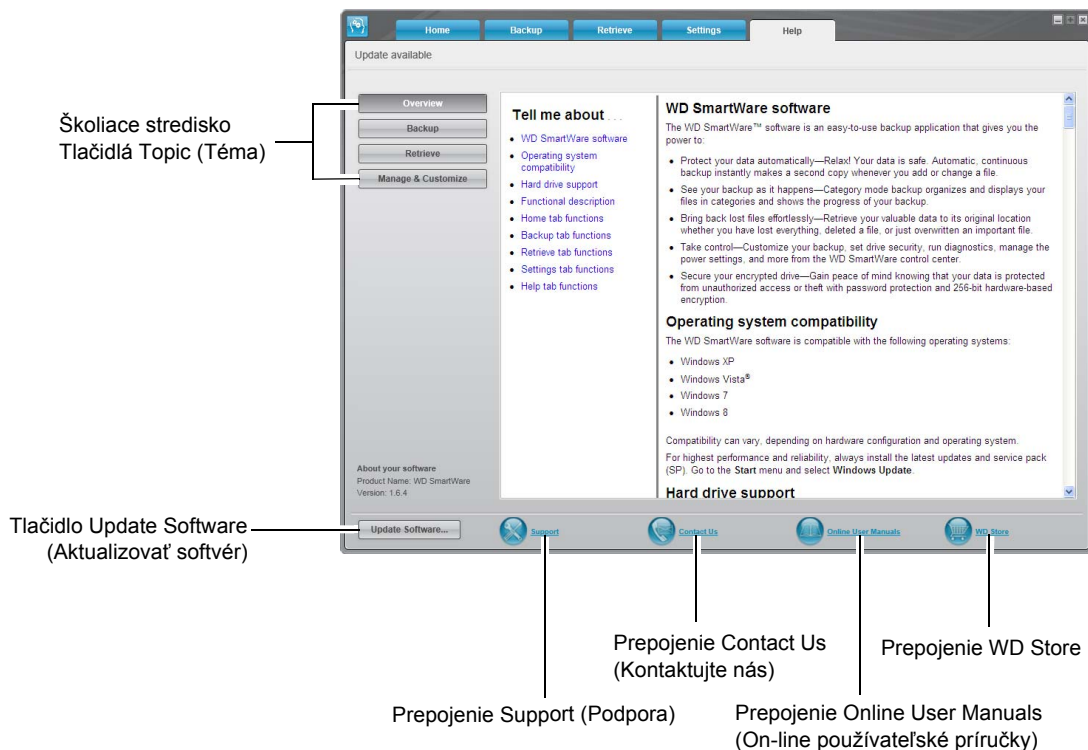 Home
Backup
Retrieve
Settings
Help
Update available
Školiace stredisko
Tlačidlá Topic (Téma)
Overview
Backup
Retrieve
Manage & Customize
Tell me about . . .
• WD SmartWare software
• Operating system
compatibility
• Hard drive support
• Functional description
• Home tab functions
• Backup tab functions
• Retrieve tab functions
• Settings tab functions
• Help tab functions
WD SmartWare software
The WD SmartWare™ software is an easy-to-use backup application that gives you the
power to:
• Protect your data automatically—Relax! Your data is safe. Automatic, continuous
backup instantly makes a second copy whenever you add or change a file.
• See your backup as it happens—Category mode backup organizes and displays your
files in categories and shows the progress of your backup.
• Bring back lost files effortlessly—Retrieve your valuable data to its original location
whether you have lost everything, deleted a file, or just overwritten an important file.
• Take control—Customize your backup, set drive security, run diagnostics, manage the
power settings, and more from the WD SmartWare control center.
• Secure your encrypted drive—Gain peace of mind knowing that your data is protected
from unauthorized access or theft with password protection and 256-bit hardware-based
encryption.
Operating system compatibility
The WD SmartWare software is compatible with the following operating systems:
• Windows XP
• Windows Vista®
• Windows 7
• Windows 8
Compatibility can vary, depending on hardware configuration and operating system.
For highest performance and reliability, always install the latest updates and service pack
(SP). Go to the Start menu and select Windows Update.
Hard drive support
About your software
Product Name: WD SmartWare
Version: 1.6.4
Tlačidlo Update Software
(Aktualizovať softvér)
Update Software...
Support
Contact Us
Online User Manuals
WD Store
Prepojenie Contact Us
(Kontaktujte nás)
Prepojenie WD Store
Prepojenie Support (Podpora)
Prepojenie Online User Manuals
(On-line používateľské príručky)